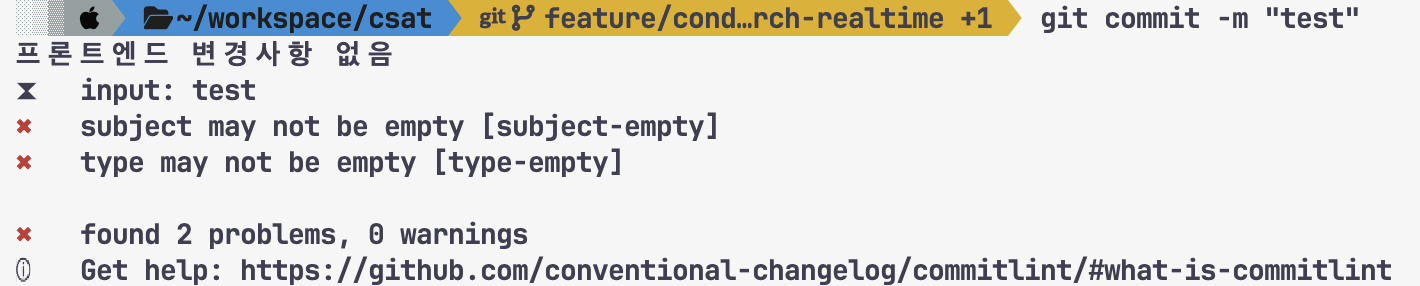 ~/workspace/csat git feature/cond…rch-realtime +1 git commit -m "test"
프론트엔드 변경사항 없음
⧗ input: test
✖ subject may not be empty [subject-empty]
✖ type may not be empty [type-empty]
✖ found 2 problems, 0 warnings
ⓘ Get help: https://github.com/conventional-changelog/commitlint/#what-is-commitlint